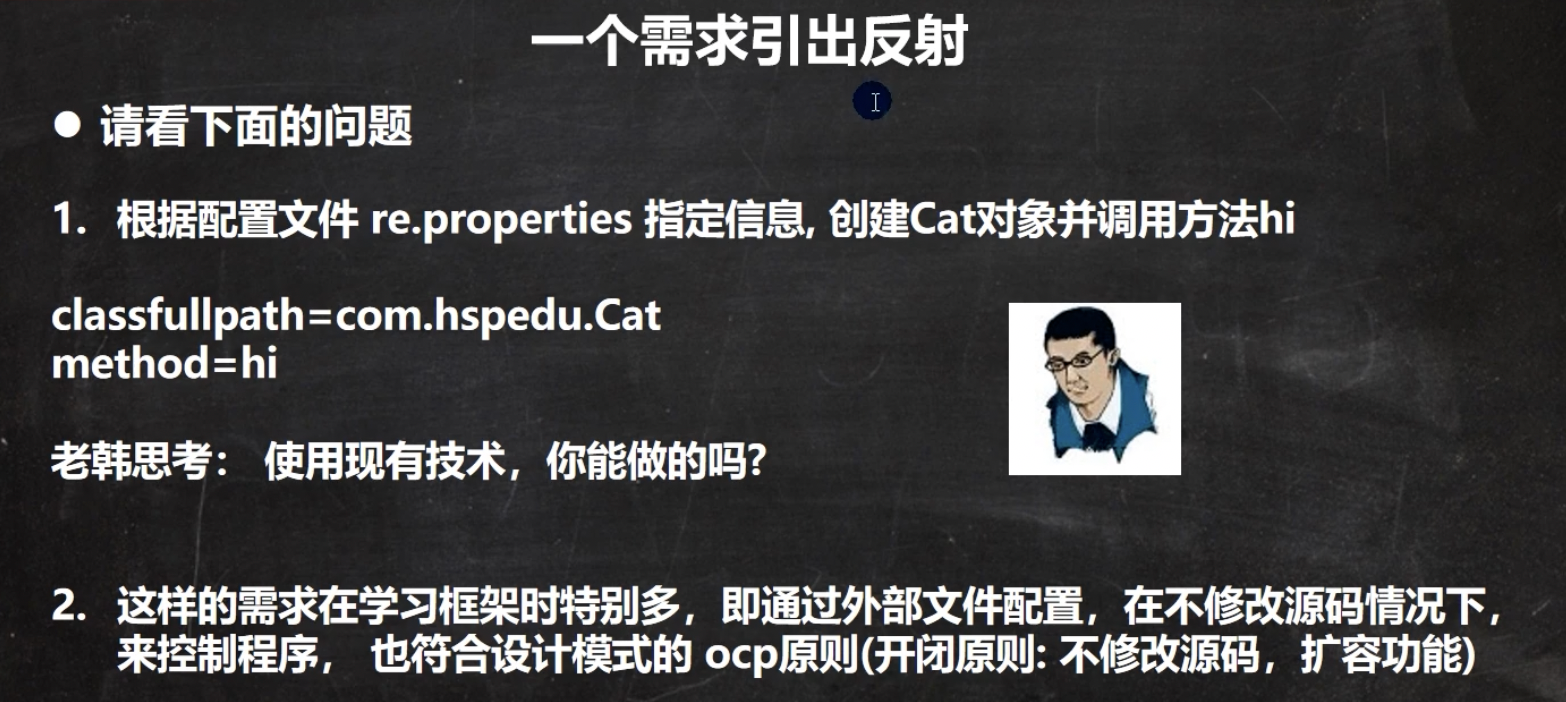 一个需求引出反射
● 请看下面的问题
1. 根据配置文件 re.properties 指定信息, 创建Cat对象并调用方法hi
classfullpath=com.hspedu.Cat
method=hi
老韩思考： 使用现有技术，你能做的吗?
2. 这样的需求在学习框架时特别多，即通过外部文件配置，在不修改源码情况下，
来控制程序， 也符合设计模式的 ocp原则(开闭原则: 不修改源码，扩容功能)